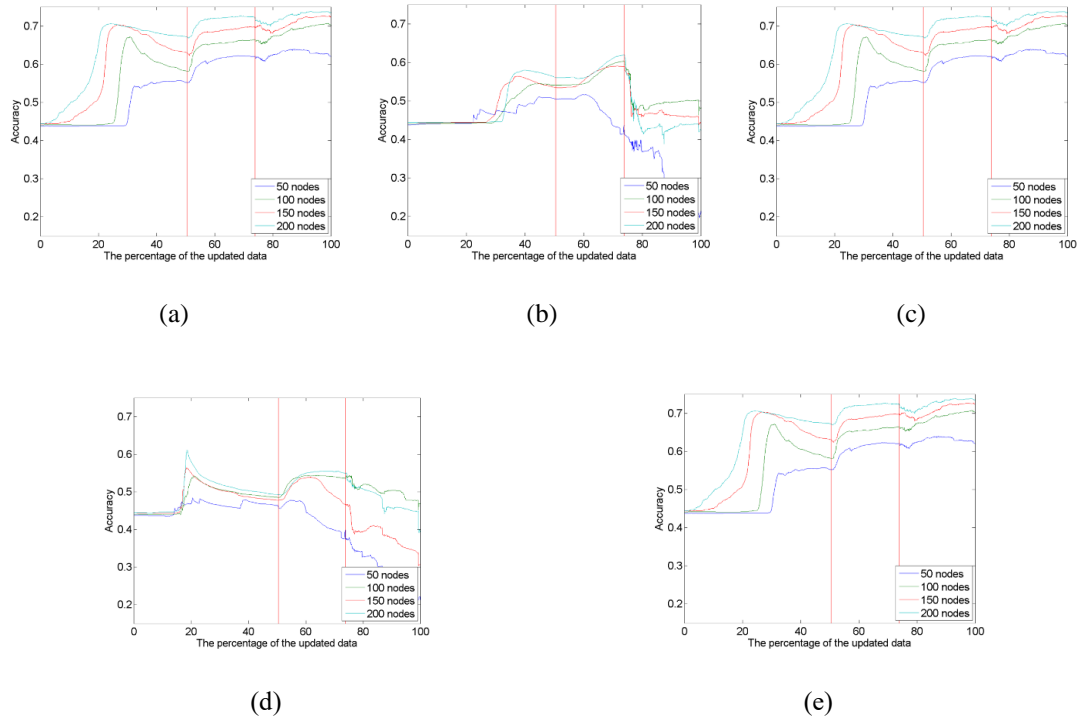 0.7
0.6
0.5
0.4
0.3
0.2
Accuracy
50 nodes
100 nodes
150 nodes
200 nodes
0 20 40 60 80 100
The percentage of the updated data
(a)
0.7
0.6
0.5
0.4
0.3
0.2
Accuracy
50 nodes
100 nodes
150 nodes
200 nodes
0 20 40 60 80 100
The percentage of the updated data
(b)
0.7
0.6
0.5
0.4
0.3
0.2
Accuracy
50 nodes
100 nodes
150 nodes
200 nodes
0 20 40 60 80 100
The percentage of the updated data
(c)
0.7
0.6
0.5
0.4
0.3
0.2
Accuracy
50 nodes
100 nodes
150 nodes
200 nodes
0 20 40 60 80 100
The percentage of the updated data
(d)
0.7
0.6
0.5
0.4
0.3
0.2
Accuracy
50 nodes
100 nodes
150 nodes
200 nodes
0 20 40 60 80 100
The percentage of the updated data
(e)